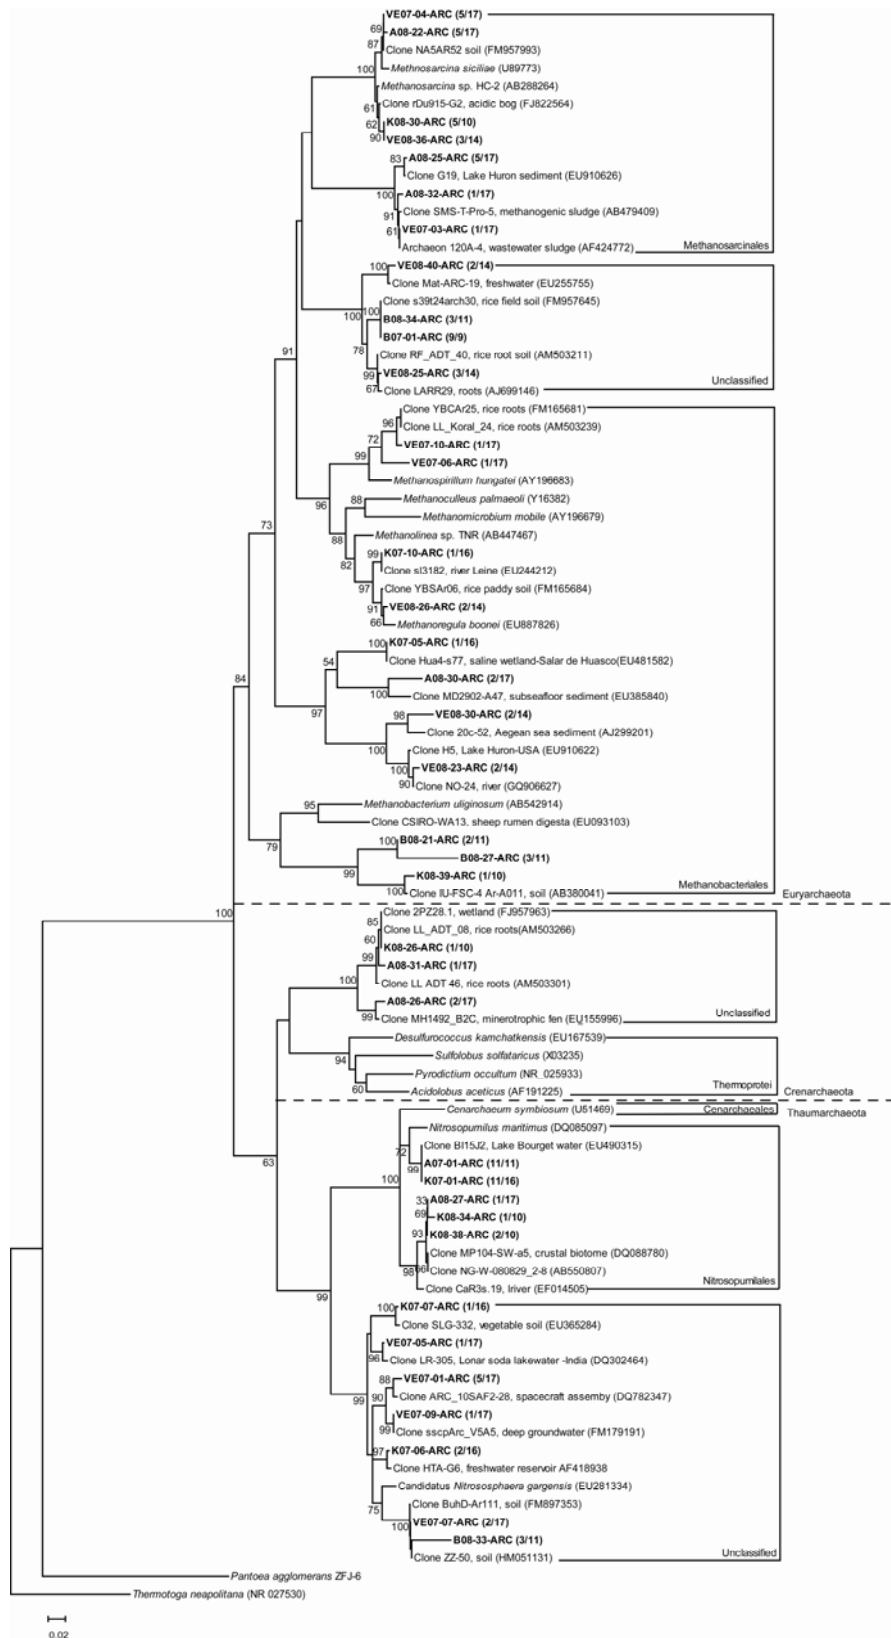 VE07-04-ARC (5/17)
69
A08-22-ARC (5/17)
87
Clone NA5AR52 soil (FM957993)
100
Methnosarcina siciliae (U89773)
Methanosarcina sp. HC-2 (AB288264)
Clone rDu915-G2, acidic bog (FJ822564)
61
62
K08-30-ARC (5/10)
90
VE08-36-ARC (3/14)
83
A08-25-ARC (5/17)
Clone G19, Lake Huron sediment (EU910626)
100
A08-32-ARC (1/17)
91
Clone SMS-T-Pro-5, methanogenic sludge (AB479409)
61
VE07-03-ARC (1/17)
Archaeon 120A-4, wastewater sludge (AF424772)
Methanosarcinales
100
VE08-40-ARC (2/14)
Clone Mat-ARC-19, freshwater (EU255755)
Clone s39t24arch30, rice field soil (FM957645)
100
100
B08-34-ARC (3/11)
B07-01-ARC (9/9)
78
Clone RF_ADT_40, rice root soil (AM503211)
91
99
VE08-25-ARC (3/14)
Unclassified
67
Clone LARR29, roots (AJ699146)
Clone YBCAr25, rice roots (FM165681)
96
Clone LL_Koral_24, rice roots (AM503239)
72
VE07-10-ARC (1/17)
99
VE07-06-ARC (1/17)
Methanospirillum hungatei (AY196683)
96
88
Methanoculleus palmaeoli (Y16382)
Methanomicrobium mobile (AY196679)
73
88
Methanolinea sp. TNR (AB447467)
82
99
K07-10-ARC (1/16)
Clone sl3182, river Leine (EU244212)
97
Clone YBSAr06, rice paddy soil (FM165684)
91
VE08-26-ARC (2/14)
66
Methanoregula boonei (EU887826)
100
K07-05-ARC (1/16)
54
Clone Hua4-s77, saline wetland-Salar de Huasco(EU481582)
84
A08-30-ARC (2/17)
100
Clone MD2902-A47, subseafloor sediment (EU385840)
97
98
VE08-30-ARC (2/14)
Clone 20c-52, Aegean sea sediment (AJ299201)
100
Clone H5, Lake Huron-USA (EU910622)
100
VE08-23-ARC (2/14)
90
Clone NO-24, river (GQ906627)
95
Methanobacterium uliginosum (AB542914)
Clone CSIRO-WA13, sheep rumen digesta (EU093103)
79
100
B08-21-ARC (2/11)
B08-27-ARC (3/11)
99
K08-39-ARC (1/10)
Methanobacteriales
100
Clone IU-FSC-4 Ar-A011, soil (AB380041)
Euryarchaeota
100
Clone 2PZ28.1, wetland (FJ957963)
85
Clone LL_ADT_08, rice roots(AM503266)
60
K08-26-ARC (1/10)
99
A08-31-ARC (1/17)
100
Clone LL ADT 46, rice roots (AM503301)
A08-26-ARC (2/17)
Unclassified
99
Clone MH1492_B2C, minerotrophic fen (EU155996)
Desulfurococcus kamchatkensis (EU167539)
94
Sulfolobus solfataricus (X03235)
Pyrodictium occultum (NR_025933)
Thermoprotei
60
Acidolobus aceticus (AF191225)
Crenarchaeota
Cenarchaeum symbiosum (U51469)
Cenarchaeales
Thaumarchaeota
Nitrosopumilus maritimus (DQ085097)
72
Clone BI15J2, Lake Bourget water (EU490315)
63
99
A07-01-ARC (11/11)
100
K07-01-ARC (11/16)
33
A08-27-ARC (1/17)
69
K08-34-ARC (1/10)
93
K08-38-ARC (2/10)
Clone MP104-SW-a5, crustal biotome (DQ088780)
98
66
Clone NG-W-080829_2-8 (AB550807)
Nitrosopumilales
99
Clone CaR3s.19, Iriver (EF014505)
100
K07-07-ARC (1/16)
Clone SLG-332, vegetable soil (EU365284)
VE07-05-ARC (1/17)
96
Clone LR-305, Lonar soda lakewater -India (DQ302464)
88
VE07-01-ARC (5/17)
99
90
Clone ARC_10SAF2-28, spacecraft assemby (DQ782347)
VE07-09-ARC (1/17)
99
Clone sscpArc_V5A5, deep groundwater (FM179191)
97
K07-06-ARC (2/16)
Clone HTA-G6, freshwater reservoir AF418938
Candidatus Nitrososphaera gargensis (EU281334)
75
Clone BuhD-Ar111, soil (FM897353)
100
VE07-07-ARC (2/17)
B08-33-ARC (3/11)
Unclassified
Clone ZZ-50, soil (HM051131)
Pantoea agglomerans ZFJ-6
Thermotoga neapolitana (NR 027530)
0.02